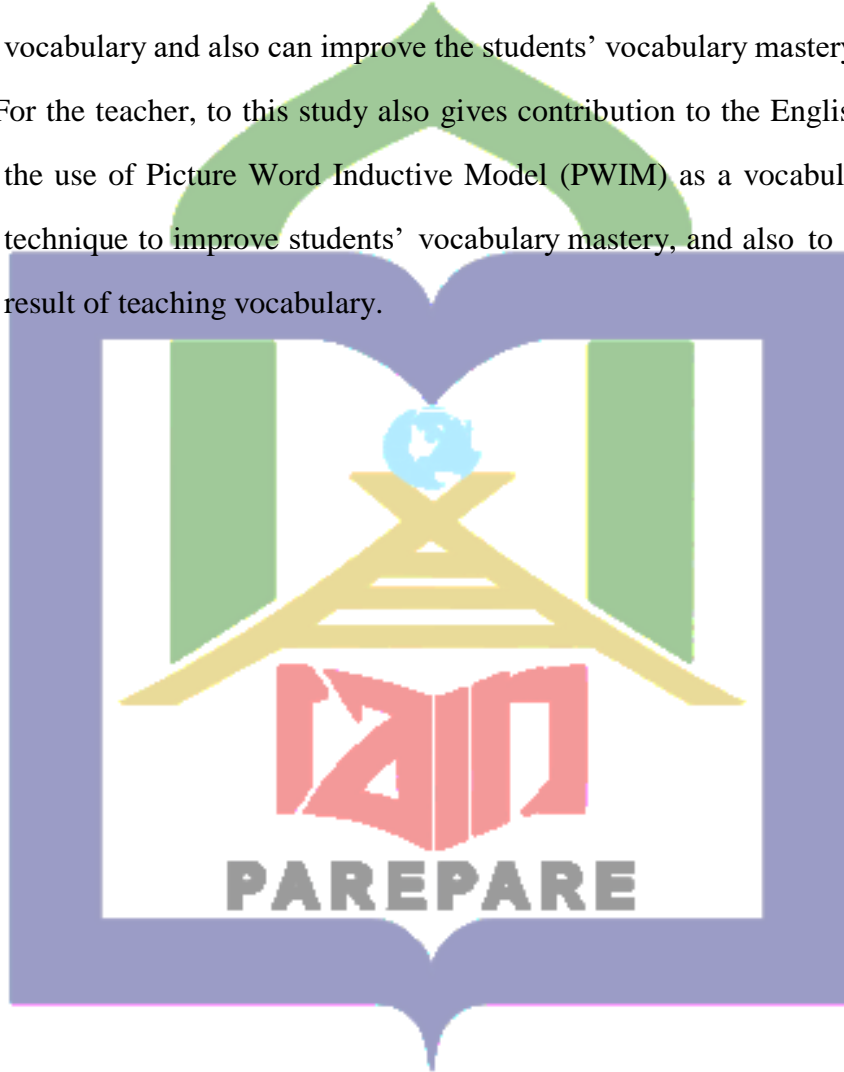 vocabulary and also can improve the students’ vocabulary mastery
For the teacher, to this study also gives contribution to the Englis
the use of Picture Word Inductive Model (PWIM) as a vocabul
technique to improve students’ vocabulary mastery, and also to
result of teaching vocabulary.
iain
PAREPARE